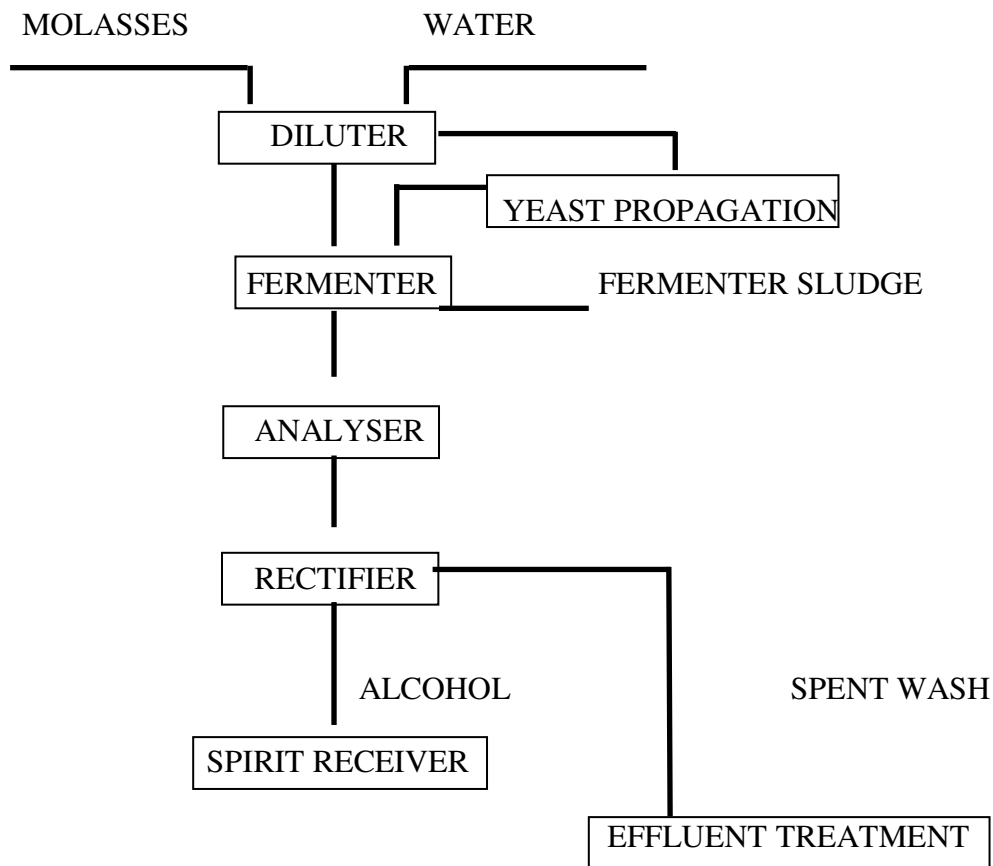 MOLASSES WATER
DILUTER
YEAST PROPAGATION
FERMENTER FERMENTER SLUDGE
ANALYSER
RECTIFIER
ALCOHOL SPENT WASH
SPIRIT RECEIVER
EFFLUENT TREATMENT